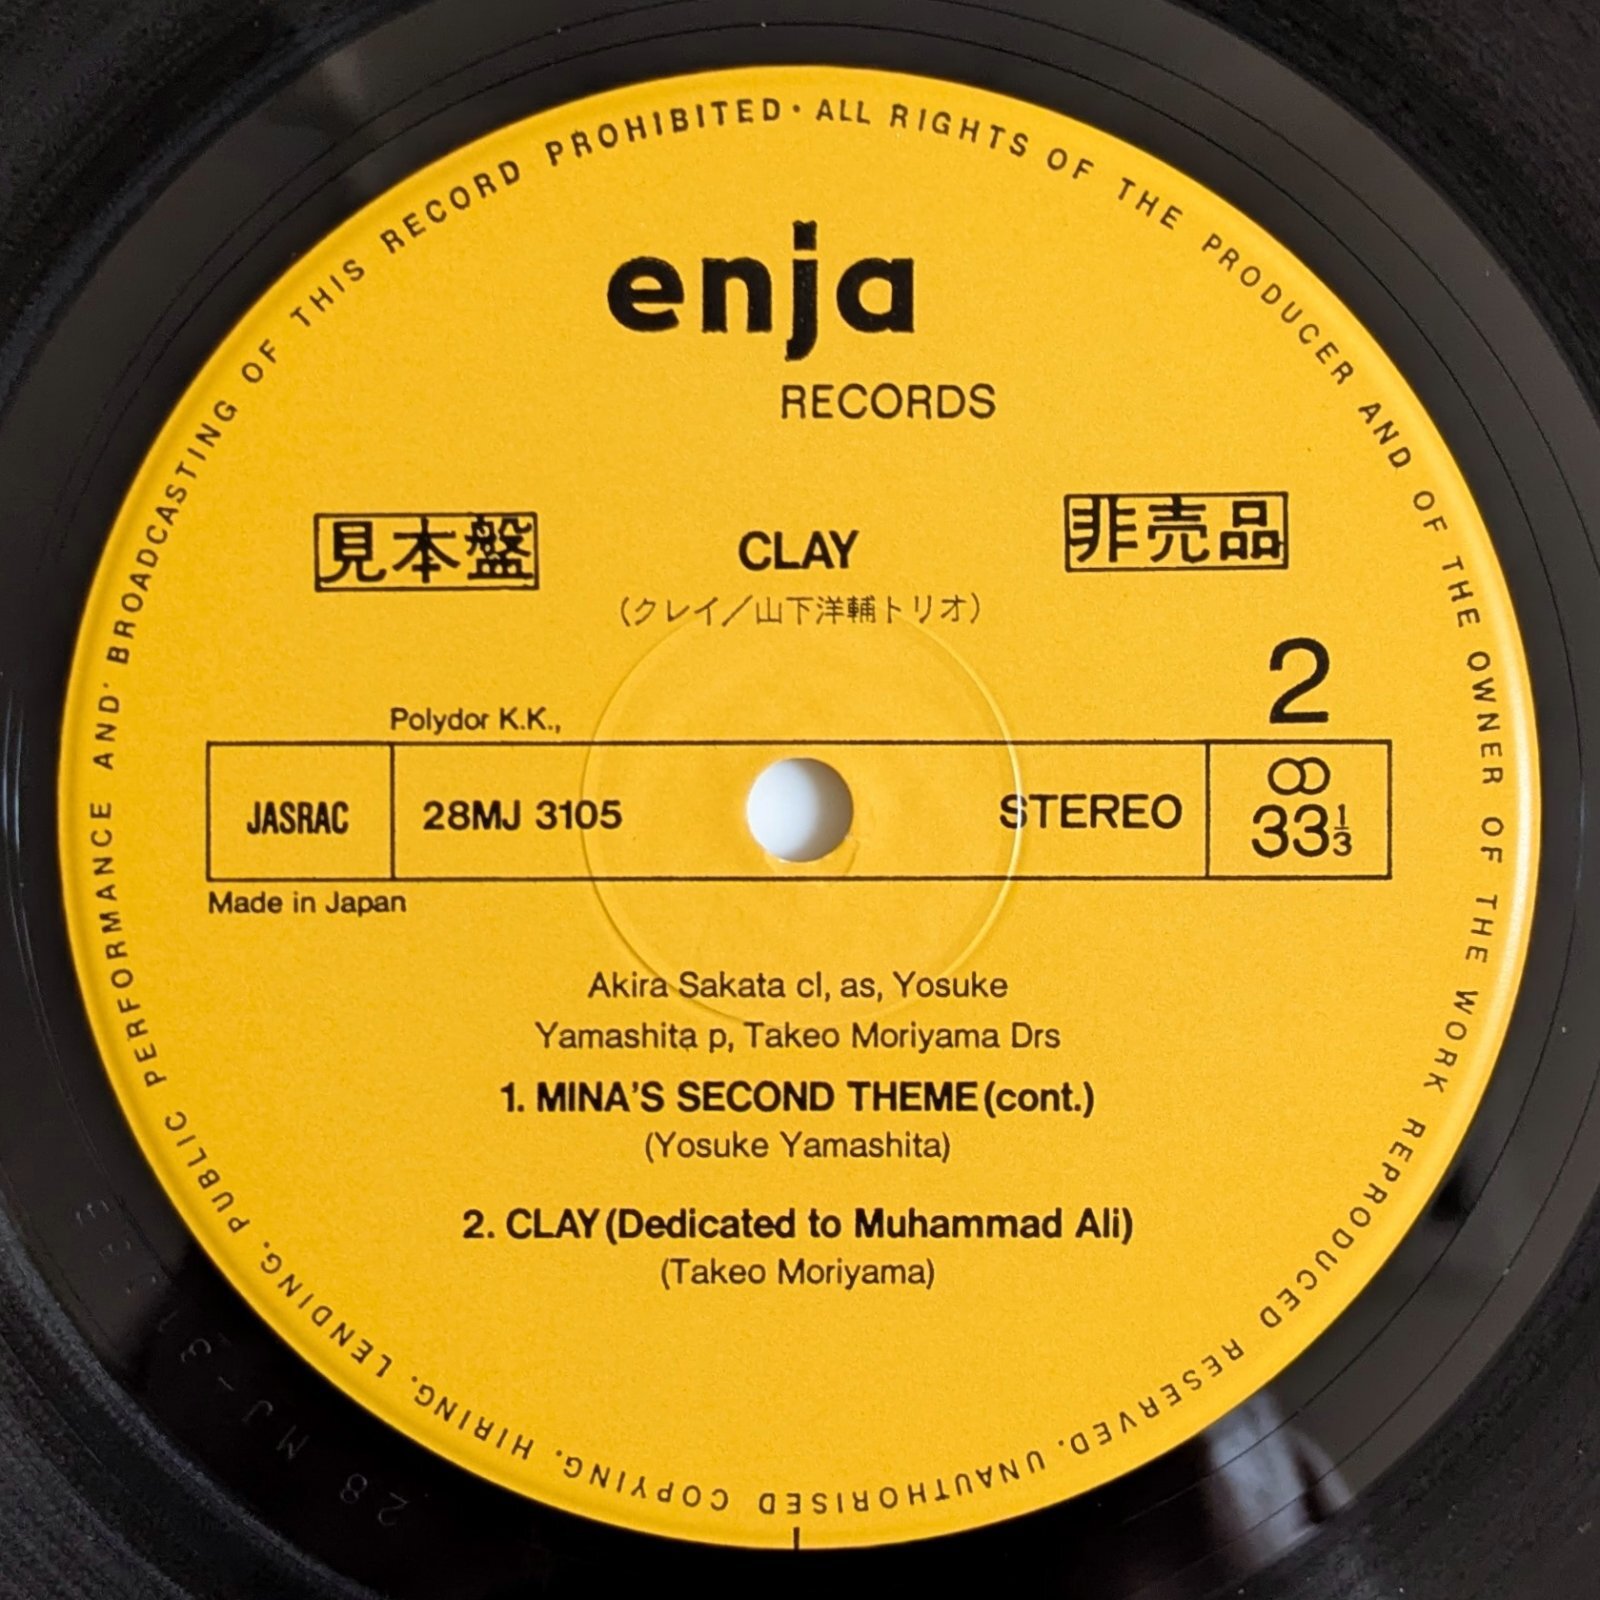 PUBLIC PERFORMANCE AND· BROADCASTING OF THIS RECORD PROHIBITED · ALL RIGHTS OF THE PRODUCER AND OF THE OWNER OF THE WORK REPRODUCED RESERVED. UNAUTHORISED COPYING. HIRING. LENDING.
enja
RECORDS
見本盤
CLAY
非売品
(クレイ/山下洋輔トリオ)
2
Polydor K.K.,
JASRAC
28MJ 3105
STEREO
33⅓
Made in Japan
Akira Sakata cl, as, Yosuke
Yamashita p, Takeo Moriyama Drs
1. MINA'S SECOND THEME (cont.)
(Yosuke Yamashita)
2. CLAY (Dedicated to Muhammad Ali)
(Takeo Moriyama)